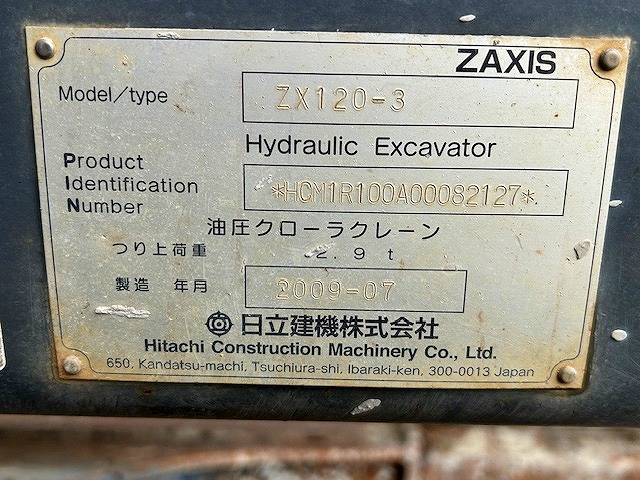 ZAXIS
Model/type ZX120-3
Hydraulic Excavator
Product
Identification
Number
*HCM1R100A00082127*
油圧クローラクレーン
つり上荷重 2.9 t
製造 年月 2009-07
日立建機株式会社
Hitachi Construction Machinery Co., Ltd.
650, Kandatsu-machi, Tsuchiura-shi, Ibaraki-ken, 300-0013 Japan